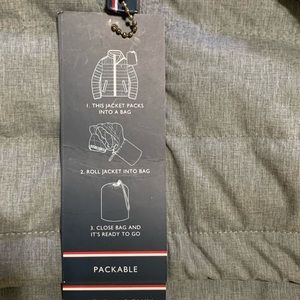 1. THIS JACKET PACKS
INTO A BAG
2. ROLL JACKET INTO BAG
3. CLOSE BAG AND
IT'S READY TO GO
PACKABLE